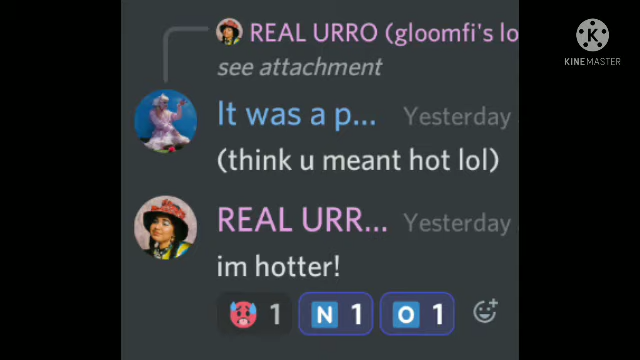 REAL URRO (gloomfi's lo
see attachment
It was a p... Yesterday
(think u meant hot lol)
REAL URR... Yesterday
im hotter!
1 N 1 O 1
K
KINEMASTER